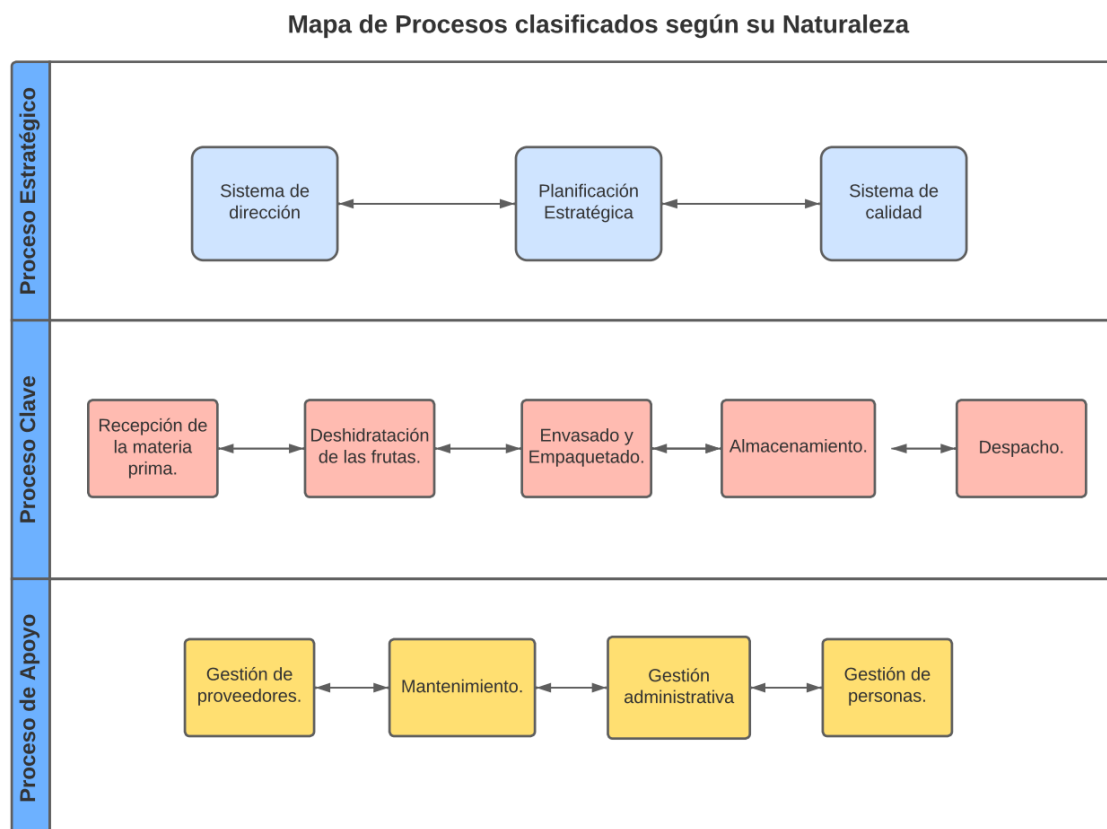 Mapa de Procesos clasificados según su Naturaleza
Proceso Estratégico
Sistema de
dirección
Planificación
Estratégica
Sistema de
calidad
Proceso Clave
Recepción de
la materia
prima.
Deshidratación
de las frutas.
Envasado y
Empaquetado.
Almacenamiento.
Despacho.
Proceso de Apoyo
Gestión de
proveedores.
Mantenimiento.
Gestión
administrativa
Gestión de
personas.